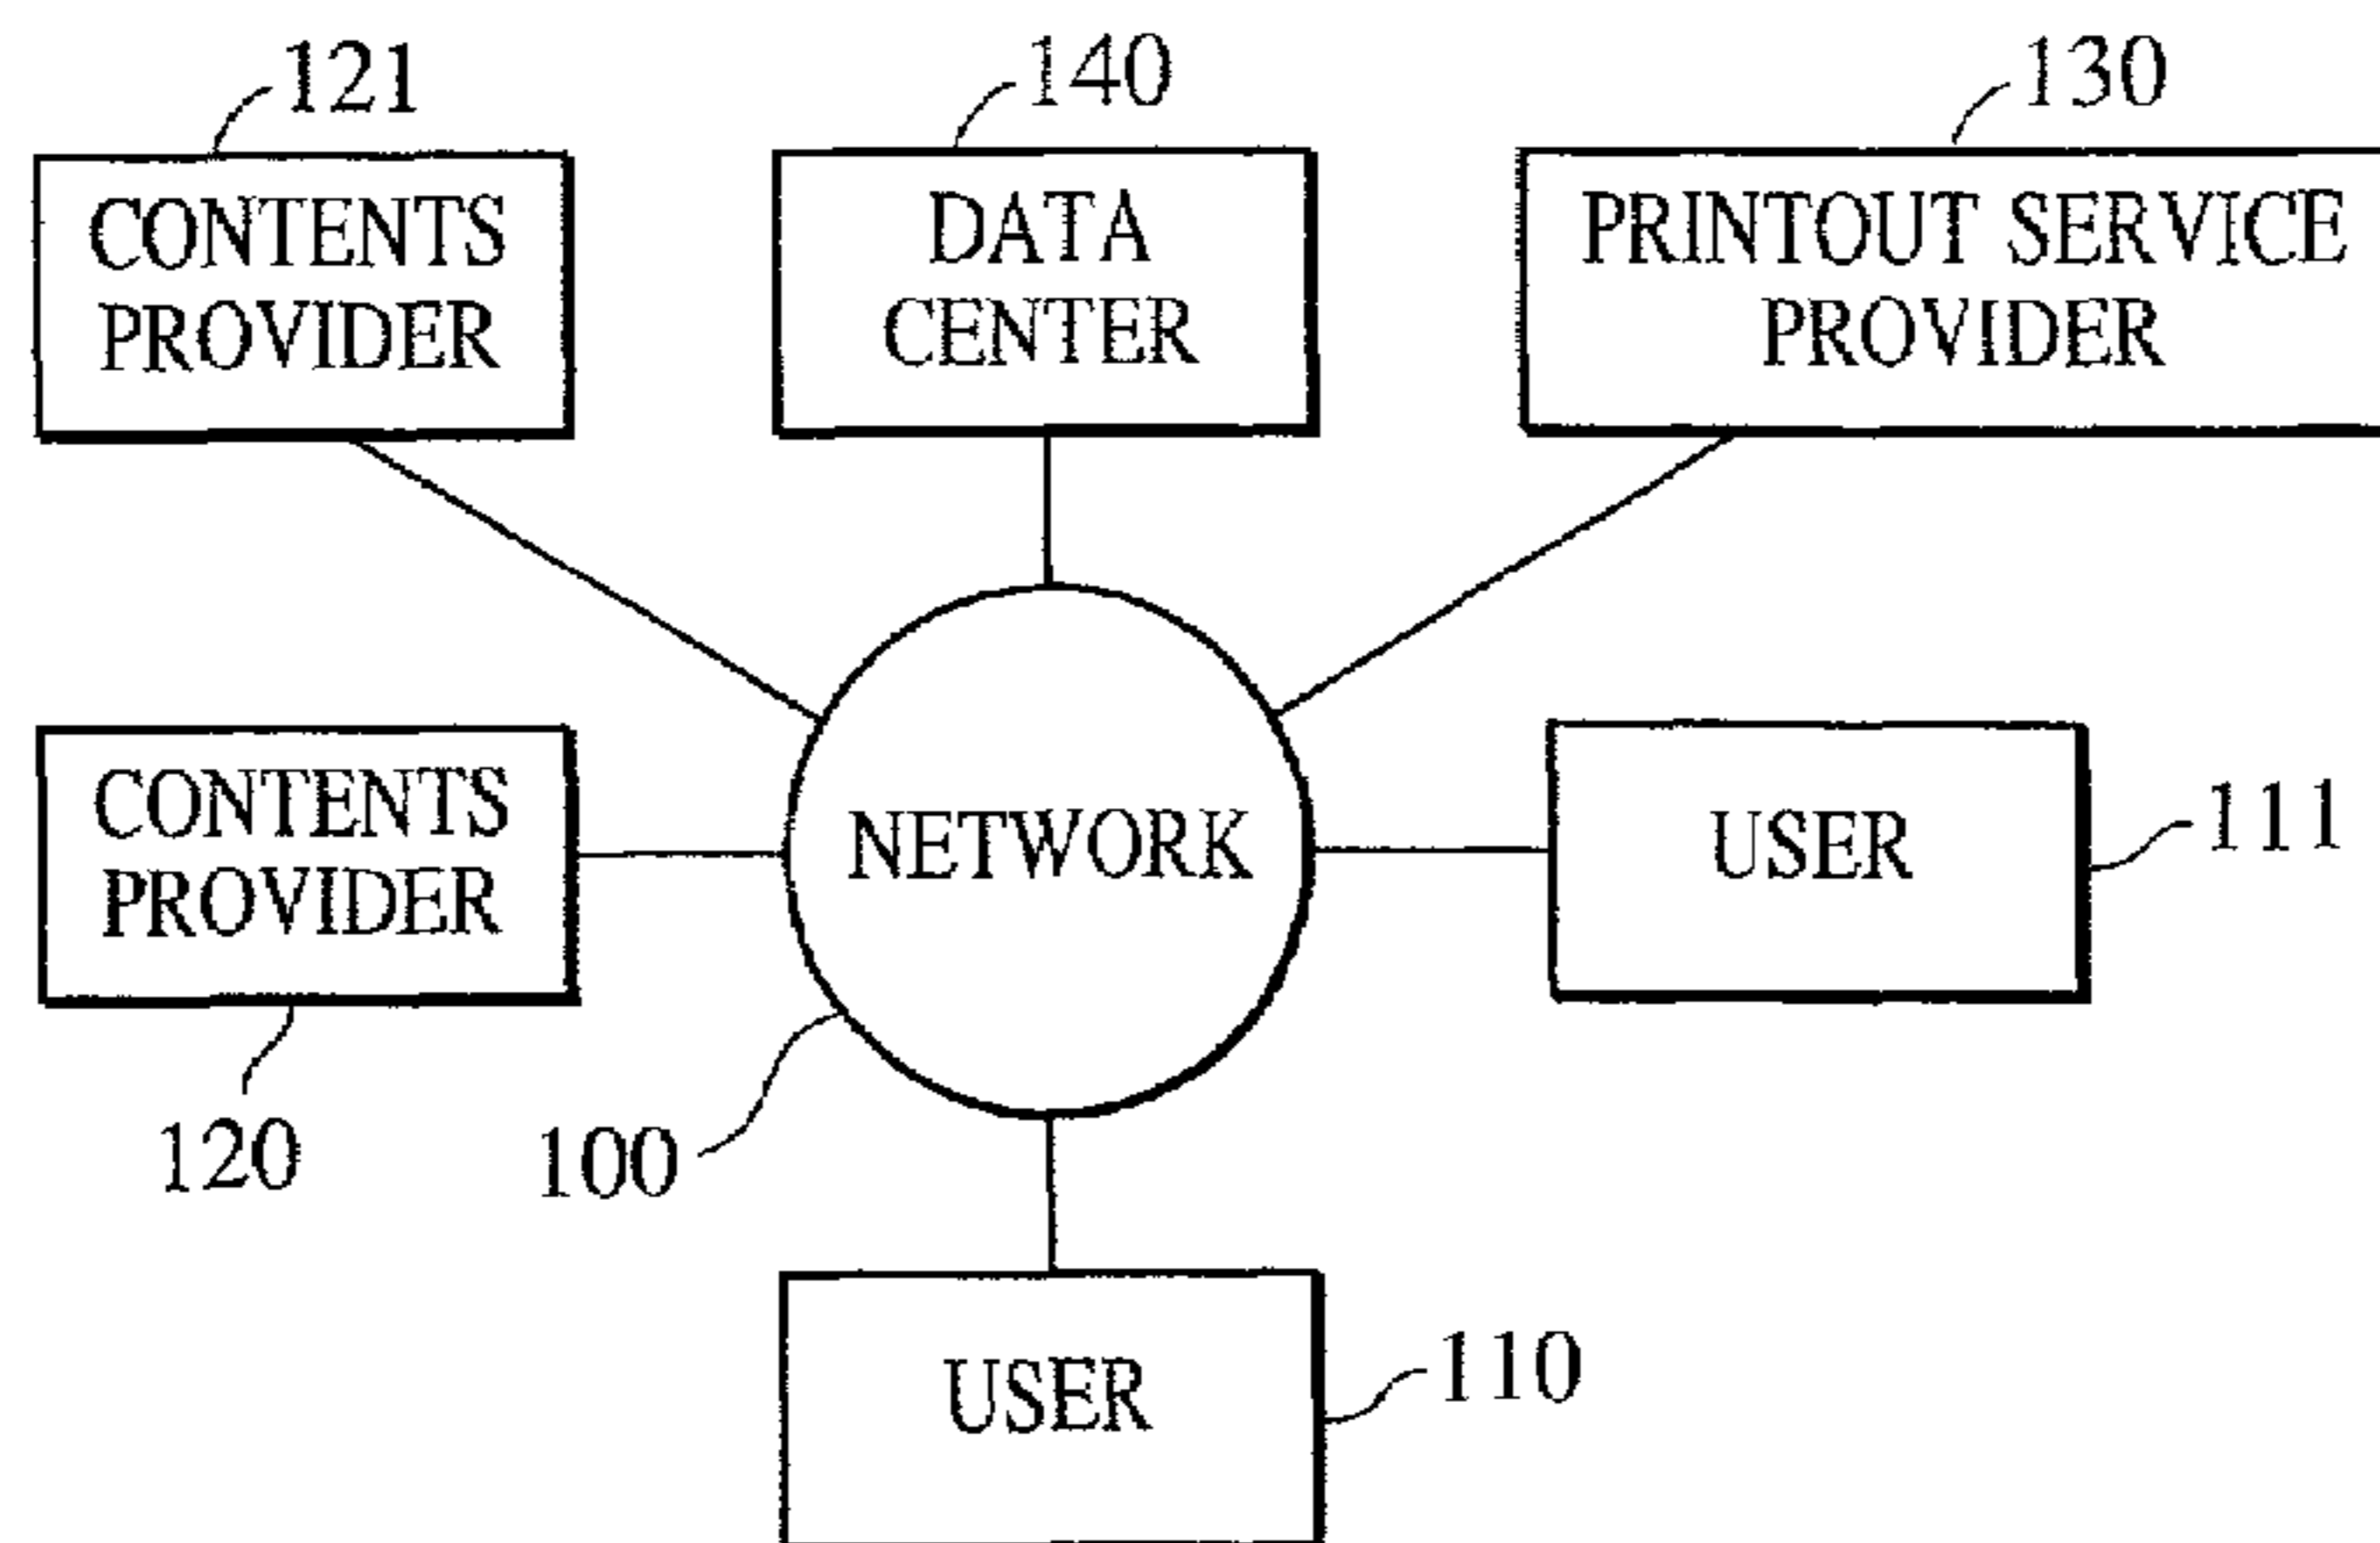 121
140
130
CONTENTS
PROVIDER
DATA
CENTER
PRINTOUT SERVICE
PROVIDER
CONTENTS
PROVIDER
NETWORK
USER
111
120
100
USER
110